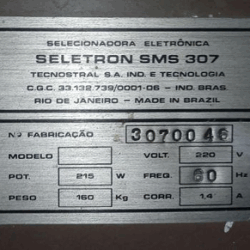 SELECIONADORA ELETRÔNICA
SELETRON SMS 307
TECNOSTRAL S.A. IND. E TECNOLOGIA
C.G.C. 33.132.739/0001-06 - IND. BRAS.
RIO DE JANEIRO - MADE IN BRAZIL
Nº FABRICAÇÃO 3070046
MODELO VOLT. 220 V
POT. 215 W FREQ. 60 Hz
PESO 160 Kg CORR. 1,4 A